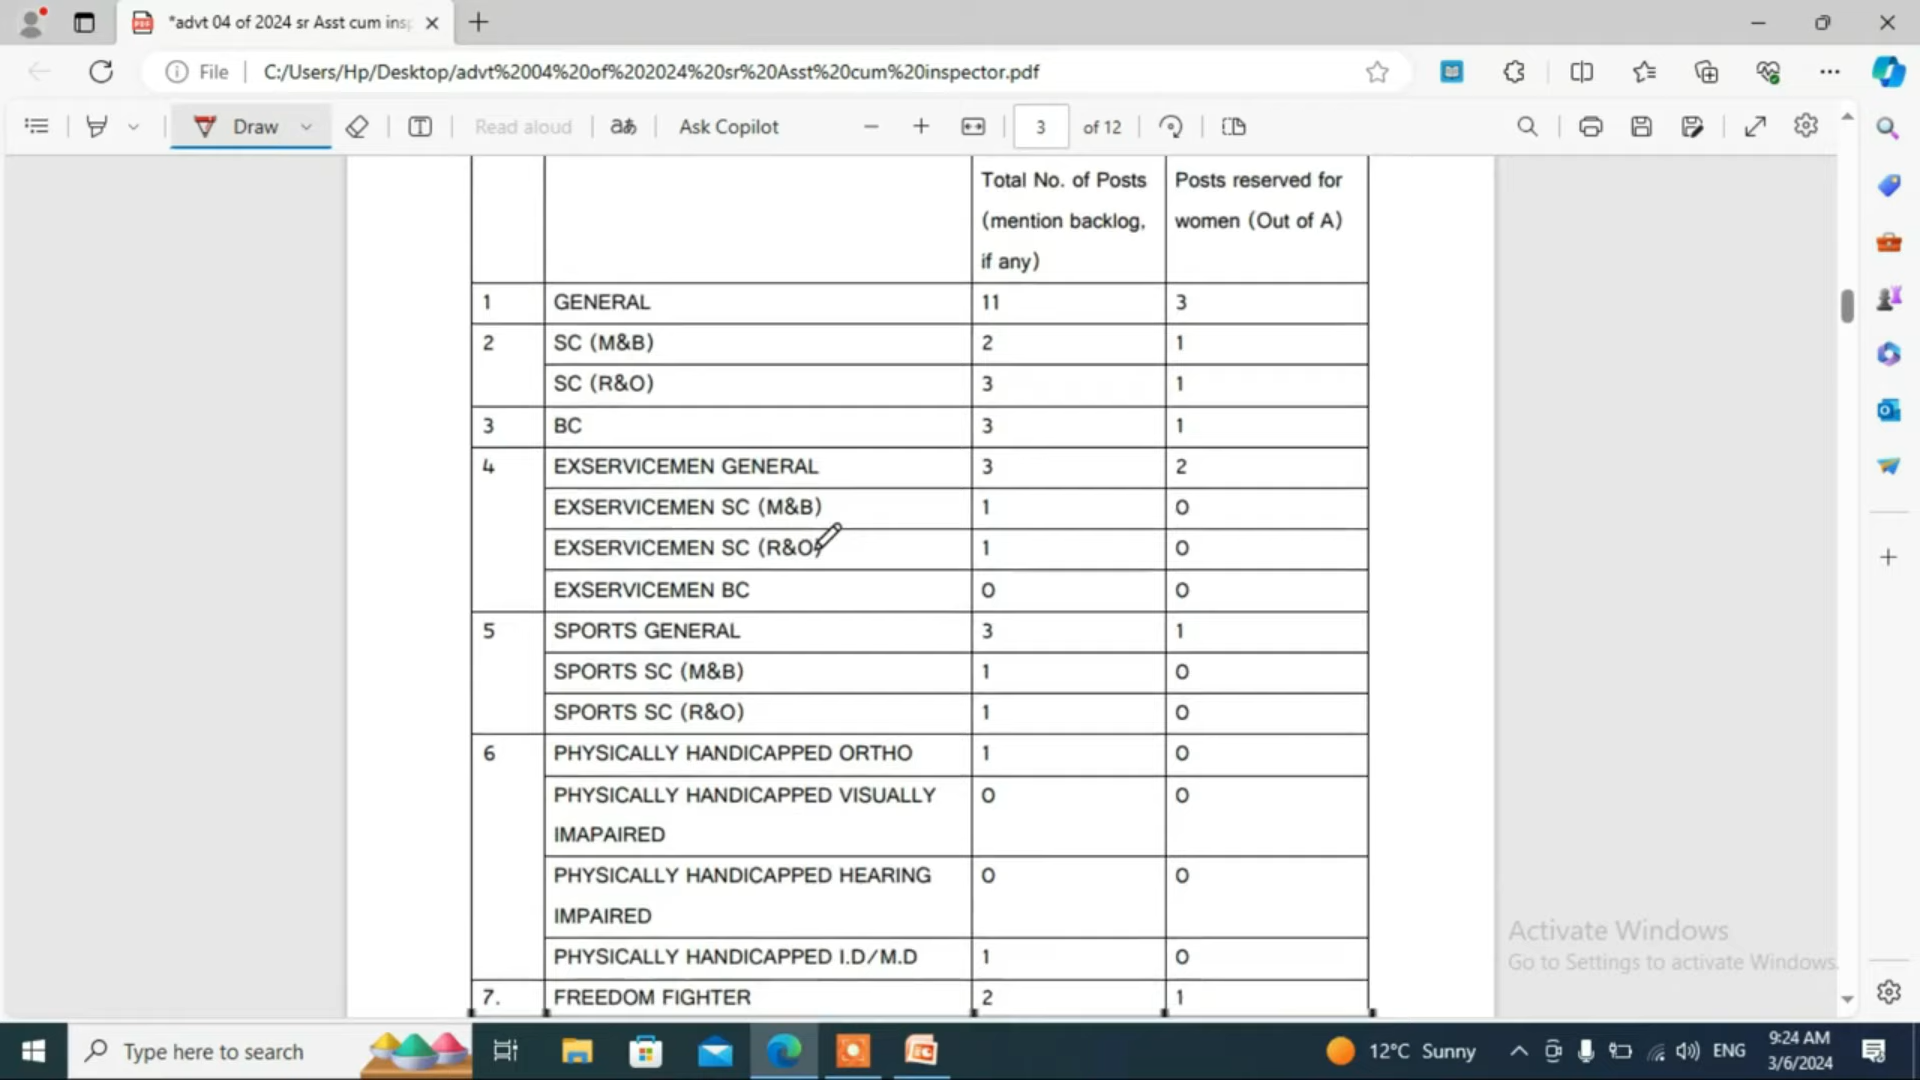 *advt 04 of 2024 sr Asst cum insp
File
C:/Users/Hp/Desktop/advt%2004%20of%202024%20sr%20Asst%20cum%20inspector.pdf
Draw
Read aloud
aあ
Ask Copilot
3
of 12
Total No. of Posts
(mention backlog,
if any)
Posts reserved for
women (Out of A)
1 GENERAL 11 3
2 SC (M&B) 2 1
SC (R&O) 3 1
3 BC 3 1
4 EXSERVICEMEN GENERAL 3 2
EXSERVICEMEN SC (M&B) 1 0
EXSERVICEMEN SC (R&O) 1 0
EXSERVICEMEN BC 0 0
5 SPORTS GENERAL 3 1
SPORTS SC (M&B) 1 0
SPORTS SC (R&O) 1 0
6 PHYSICALLY HANDICAPPED ORTHO 1 0
PHYSICALLY HANDICAPPED VISUALLY 0 0
IMAPAIRED
PHYSICALLY HANDICAPPED HEARING 0 0
IMPAIRED
PHYSICALLY HANDICAPPED I.D/M.D 1 0
7. FREEDOM FIGHTER 2 1
Activate Windows
Go to Settings to activate Windows.
Type here to search
12°C Sunny
ENG
9:24 AM
3/6/2024